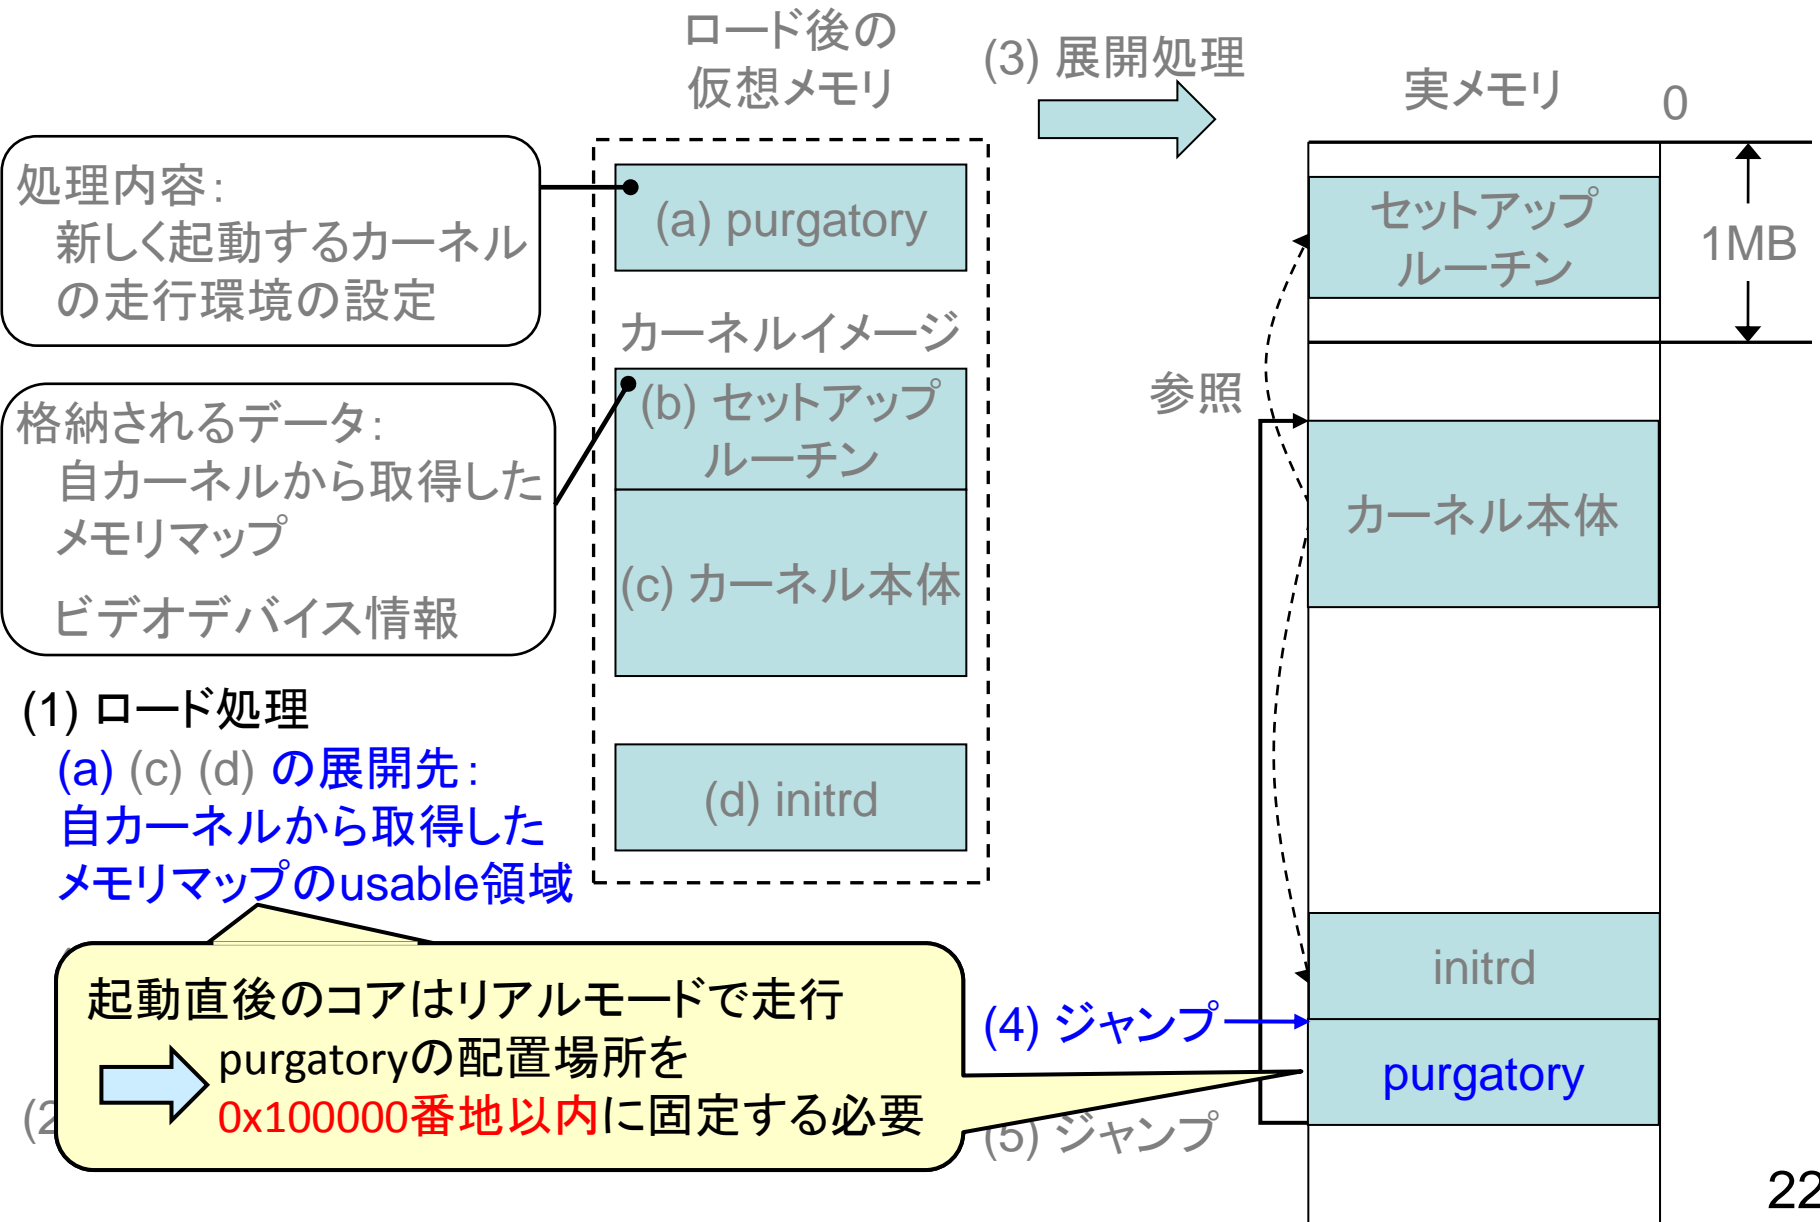 ロード後の
仮想メモリ
(3) 展開処理
実メモリ
0
処理内容：
新しく起動するカーネル
の走行環境の設定
(a) purgatory
セットアップ
ルーチン
1MB
カーネルイメージ
格納されるデータ：
自カーネルから取得した
メモリマップ
ビデオデバイス情報
(b) セットアップ
ルーチン
参照
(c) カーネル本体
カーネル本体
(1) ロード処理
(a) (c) (d) の展開先：
自カーネルから取得した
メモリマップのusable領域
(d) initrd
initrd
起動直後のコアはリアルモードで走行
purgatoryの配置場所を
0x100000番地以内に固定する必要
(4) ジャンプ
purgatory
(2
(5) ジャンプ
22